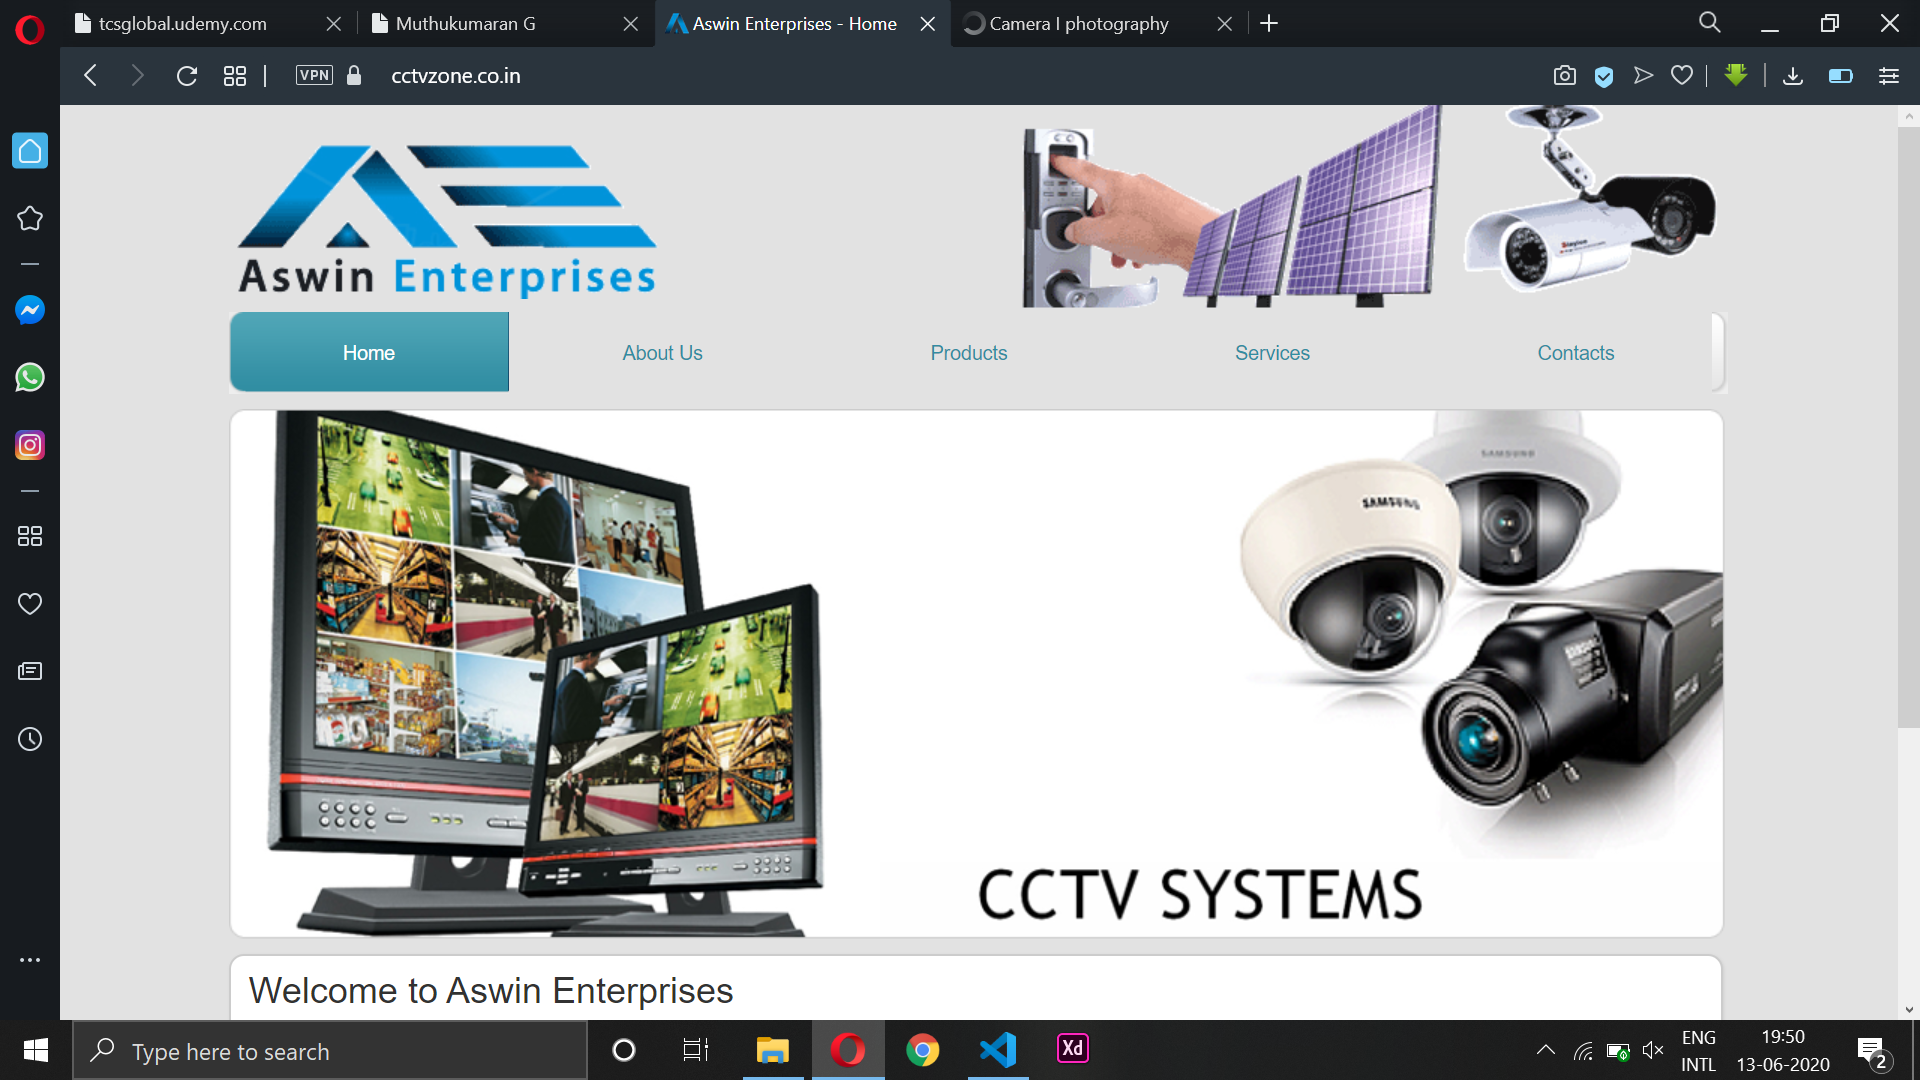 tcsglobal.udemy.com
Muthukumaran G
Aswin Enterprises - Home
Camera I photography
VPN
cctvzone.co.in
Aswin Enterprises
Home
About Us
Products
Services
Contacts
SAMSUNG
SAMSUNG
CCTV SYSTEMS
Welcome to Aswin Enterprises
Type here to search
Xd
ENG
INTL
19:50
13-06-2020
2